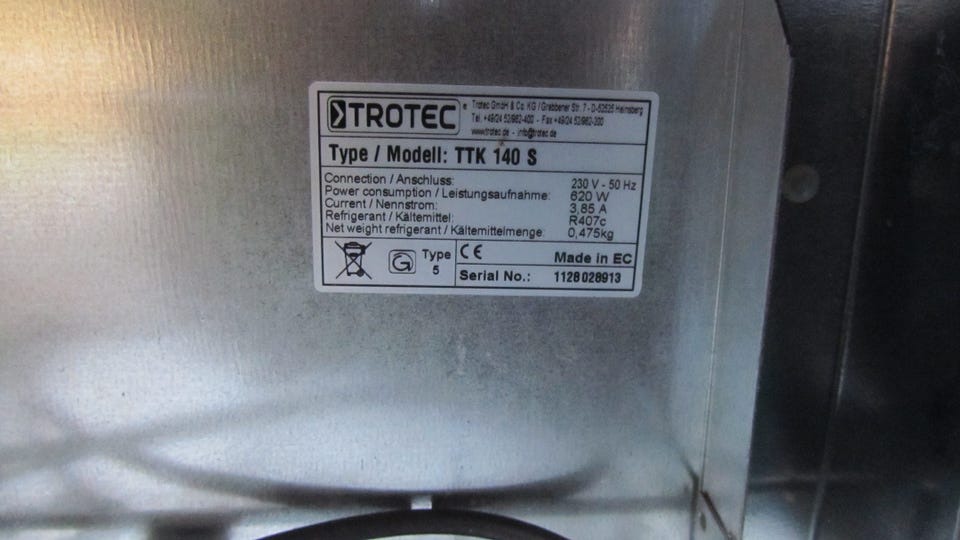 TROTEC
Trotec GmbH & Co. KG / Grebbener Str. 7 - D-52525 Heinsberg
Tel. +49/24 52/962-400 - Fax +49/24 52/962-200
www.trotec.de - info@trotec.de
Type / Modell: TTK 140 S
Connection / Anschluss: 230 V - 50 Hz
Power consumption / Leistungsaufnahme: 620 W
Current / Nennstrom: 3,85 A
Refrigerant / Kältemittel: R407c
Net weight refrigerant / Kältemittelmenge: 0,475kg
G Type 5
CE Made in EC
Serial No.: 1128028913